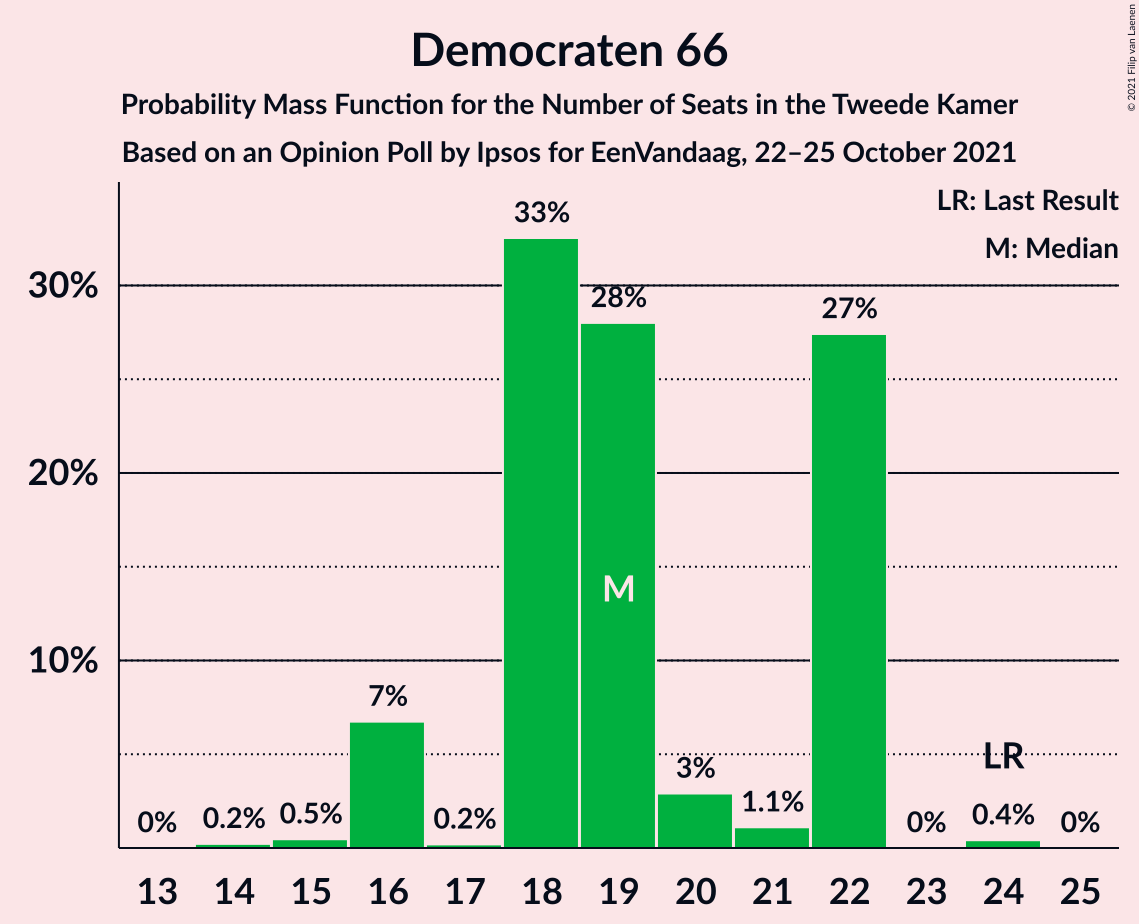 Democraten 66
Probability Mass Function for the Number of Seats in the Tweede Kamer
Based on an Opinion Poll by Ipsos for EenVandaag, 22–25 October 2021
© 2021 Filip van Laenen
LR: Last Result
M: Median
30%
20%
10%
0%
0.2%
0.5%
7%
0.2%
33%
28%
3%
1.1%
27%
0%
0.4%
0%
M
LR
13 14 15 16 17 18 19 20 21 22 23 24 25